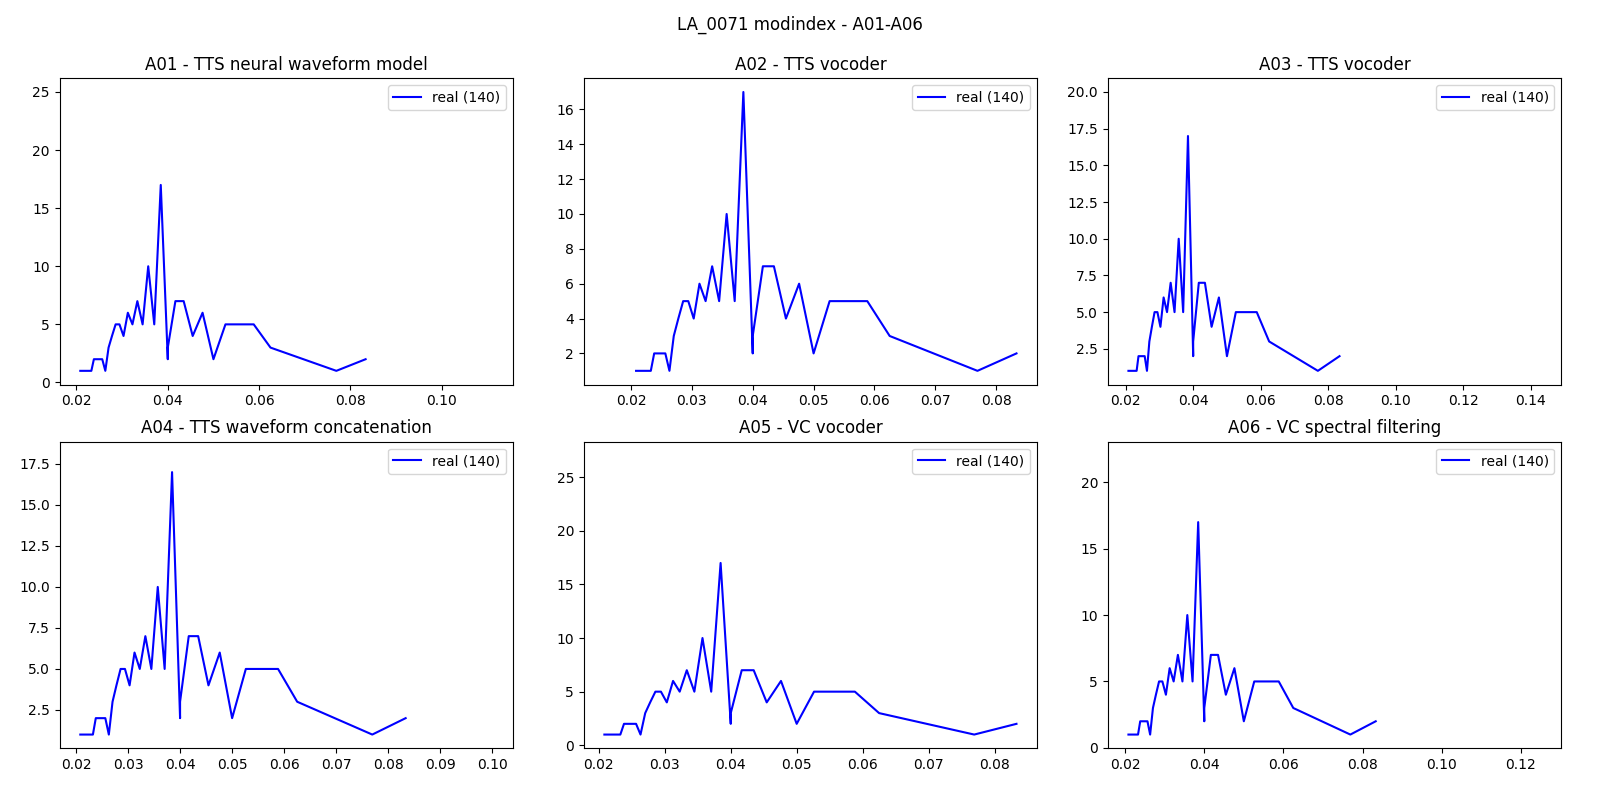 LA_0071 modindex - A01-A06
A01 - TTS neural waveform model
real (140)
25
20
15
10
5
0
0.02 0.04 0.06 0.08 0.10
A02 - TTS vocoder
real (140)
16
14
12
10
8
6
4
2
0.02 0.03 0.04 0.05 0.06 0.07 0.08
A03 - TTS vocoder
real (140)
20.0
17.5
15.0
12.5
10.0
7.5
5.0
2.5
0.02 0.04 0.06 0.08 0.10 0.12 0.14
A04 - TTS waveform concatenation
real (140)
17.5
15.0
12.5
10.0
7.5
5.0
2.5
0.02 0.03 0.04 0.05 0.06 0.07 0.08 0.09 0.10
A05 - VC vocoder
real (140)
25
20
15
10
5
0
0.02 0.03 0.04 0.05 0.06 0.07 0.08
A06 - VC spectral filtering
real (140)
20
15
10
5
0
0.02 0.04 0.06 0.08 0.10 0.12